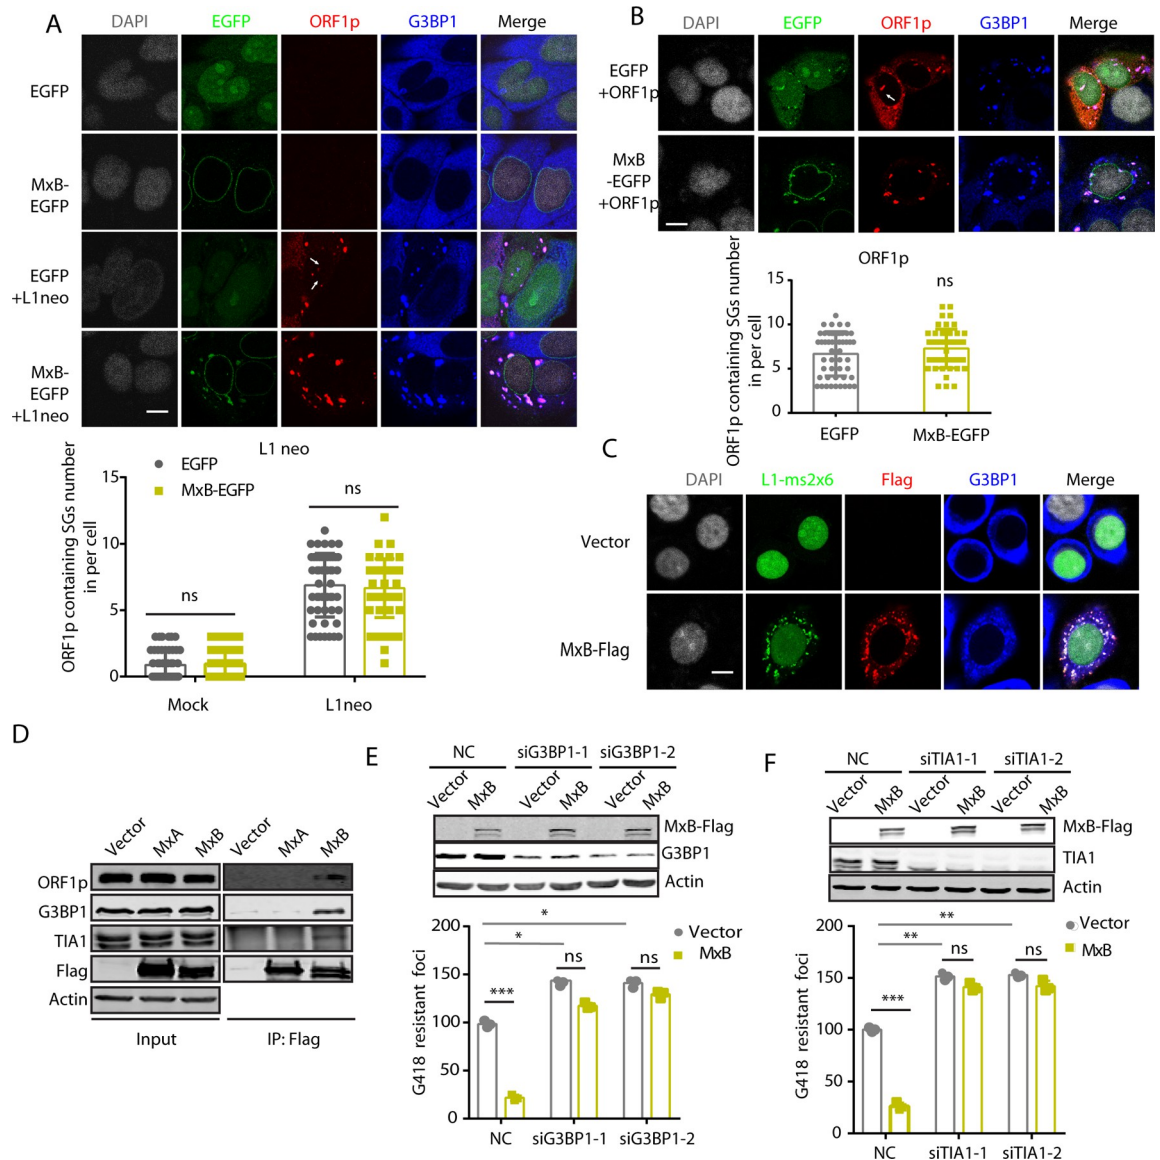 A
DAPI EGFP ORF1p G3BP1 Merge
EGFP
MxB-
EGFP
EGFP
+L1neo
MxB-
EGFP
+L1neo
L1 neo
EGFP
MxB-EGFP
ORF1p containing SGs number
in per cell
15
10
5
0
ns
ns
Mock L1neo
B
DAPI EGFP ORF1p G3BP1 Merge
EGFP
+ORF1p
MxB
-EGFP
+ORF1p
ORF1p
ORF1p containing SGs number
in per cell
15
10
5
0
ns
EGFP MxB-EGFP
C
DAPI L1-ms2x6 Flag G3BP1 Merge
Vector
MxB-Flag
D
Vector MxA MxB Vector MxA MxB
ORF1p
G3BP1
TIA1
Flag
Actin
Input IP: Flag
E
NC siG3BP1-1 siG3BP1-2
Vector MxB Vector MxB Vector MxB
MxB-Flag
G3BP1
Actin
G418 resistant foci
200
150
100
50
0
*
*
*** ns ns
Vector
MxB
NC siG3BP1-1 siG3BP1-2
F
NC siTIA1-1 siTIA1-2
Vector MxB Vector MxB Vector MxB
MxB-Flag
TIA1
Actin
G418 resistant foci
200
150
100
50
0
**
**
*** ns ns
Vector
MxB
NC siTIA1-1 siTIA1-2